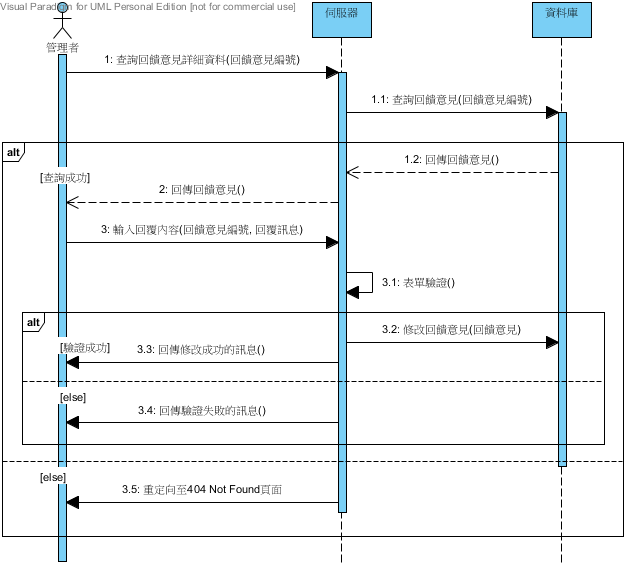 Visual Paradigm for UML Personal Edition [not for commercial use]
管理者
伺服器
資料庫
1: 查詢回饋意見詳細資料(回饋意見編號)
1.1: 查詢回饋意見(回饋意見編號)
alt
1.2: 回傳回饋意見()
[查詢成功]
2: 回傳回饋意見()
3: 輸入回覆內容(回饋意見編號, 回覆訊息)
3.1: 表單驗證()
alt
3.2: 修改回饋意見(回饋意見)
[驗證成功]
3.3: 回傳修改成功的訊息()
[else]
3.4: 回傳驗證失敗的訊息()
[else]
3.5: 重定向至404 Not Found頁面